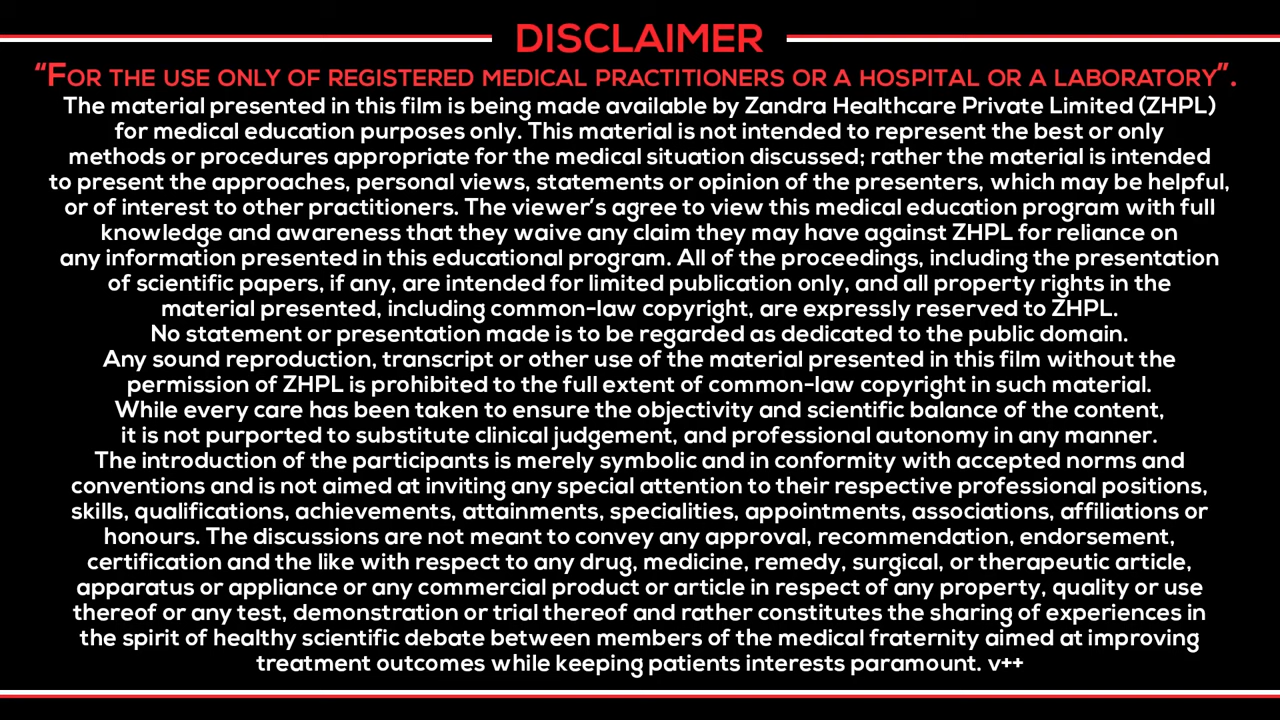 DISCLAIMER
“FOR THE USE ONLY OF REGISTERED MEDICAL PRACTITIONERS OR A HOSPITAL OR A LABORATORY”.
The material presented in this film is being made available by Zandra Healthcare Private Limited (ZHPL)
for medical education purposes only. This material is not intended to represent the best or only
methods or procedures appropriate for the medical situation discussed; rather the material is intended
to present the approaches, personal views, statements or opinion of the presenters, which may be helpful,
or of interest to other practitioners. The viewer’s agree to view this medical education program with full
knowledge and awareness that they waive any claim they may have against ZHPL for reliance on
any information presented in this educational program. All of the proceedings, including the presentation
of scientific papers, if any, are intended for limited publication only, and all property rights in the
material presented, including common-law copyright, are expressly reserved to ZHPL.
No statement or presentation made is to be regarded as dedicated to the public domain.
Any sound reproduction, transcript or other use of the material presented in this film without the
permission of ZHPL is prohibited to the full extent of common-law copyright in such material.
While every care has been taken to ensure the objectivity and scientific balance of the content,
it is not purported to substitute clinical judgement, and professional autonomy in any manner.
The introduction of the participants is merely symbolic and in conformity with accepted norms and
conventions and is not aimed at inviting any special attention to their respective professional positions,
skills, qualifications, achievements, attainments, specialities, appointments, associations, affiliations or
honours. The discussions are not meant to convey any approval, recommendation, endorsement,
certification and the like with respect to any drug, medicine, remedy, surgical, or therapeutic article,
apparatus or appliance or any commercial product or article in respect of any property, quality or use
thereof or any test, demonstration or trial thereof and rather constitutes the sharing of experiences in
the spirit of healthy scientific debate between members of the medical fraternity aimed at improving
treatment outcomes while keeping patients interests paramount. v++